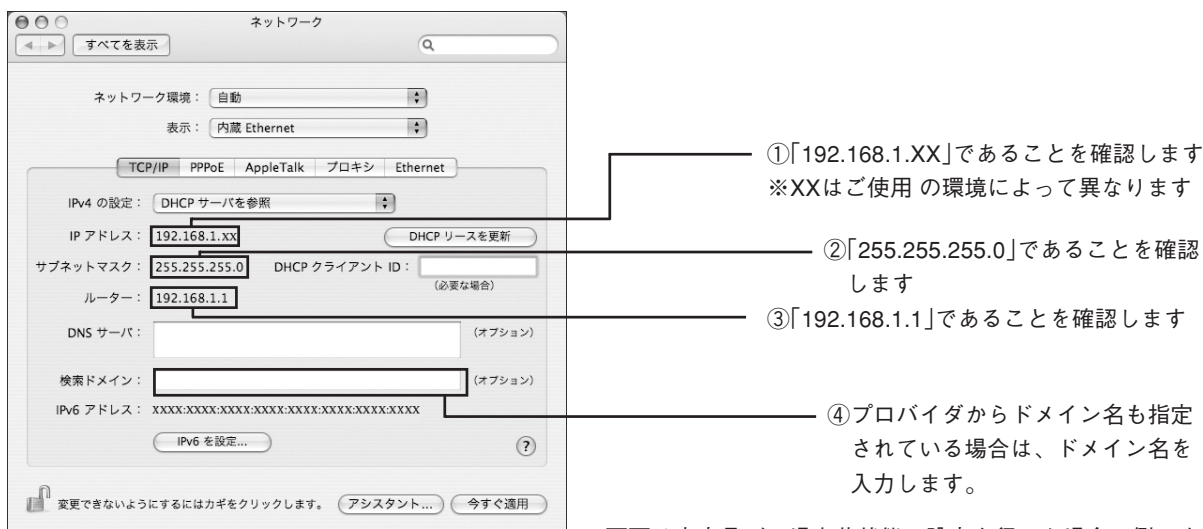 ネットワーク
すべてを表示
ネットワーク環境： 自動
表示： 内蔵 Ethernet
TCP/IP PPPoE AppleTalk プロキシ Ethernet
IPv4 の設定： DHCP サーバを参照
IP アドレス： 192.168.1.xx DHCP リースを更新
サブネットマスク： 255.255.255.0 DHCP クライアント ID：
(必要な場合)
ルーター： 192.168.1.1
DNS サーバ： (オプション)
検索ドメイン： (オプション)
IPv6 アドレス： xxxx:xxxx:xxxx:xxxx:xxxx:xxxx:xxxx:xxxx
IPv6 を設定... ?
変更できないようにするにはカギをクリックします。 アシスタント... 今すぐ適用
①「192.168.1.XX」であることを確認します
※XXはご使用 の環境によって異なります
②「255.255.255.0」であることを確認
します
③「192.168.1.1」であることを確認します
④プロバイダからドメイン名も指定
されている場合は、ドメイン名を
入力します。